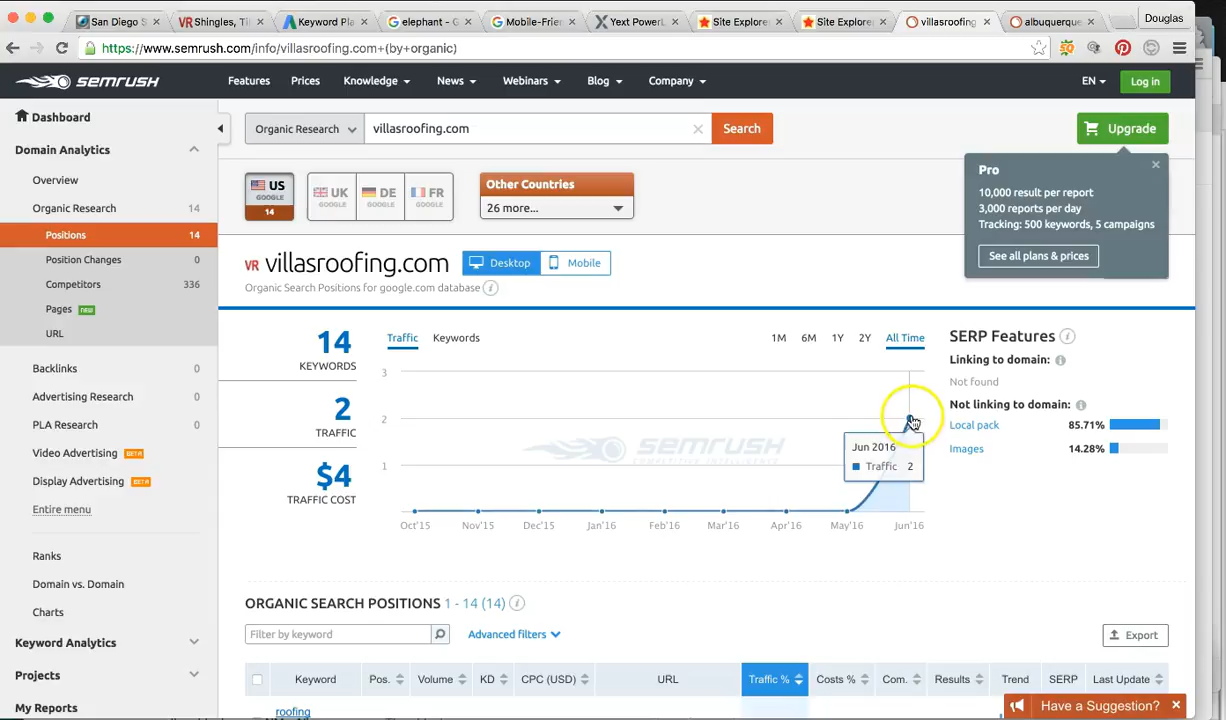 San Diego S
Shingles, Ti
Keyword Pla
elephant - G
Mobile-Frien
Yext PowerL
Site Explore
Site Explore
villasroofing
albuquerque
Douglas
https://www.semrush.com/info/villasroofing.com+(by+organic)
SEMRUSH
Features
Prices
Knowledge
News
Webinars
Blog
Company
EN
Log in
Dashboard
Domain Analytics
Overview
Organic Research 14
Positions 14
Position Changes 0
Competitors 336
Pages NEW
URL
Backlinks 0
Advertising Research 0
PLA Research 0
Video Advertising BETA
Display Advertising BETA
Entire menu
Ranks
Domain vs. Domain
Charts
Keyword Analytics
Projects
My Reports
Organic Research
villasroofing.com
Search
Upgrade
Pro
10,000 result per report
3,000 reports per day
Tracking: 500 keywords, 5 campaigns
See all plans & prices
US
GOOGLE
14
UK
GOOGLE
DE
GOOGLE
FR
GOOGLE
Other Countries
26 more...
VR villasroofing.com
Desktop
Mobile
Organic Search Positions for google.com database
14
KEYWORDS
2
TRAFFIC
$4
TRAFFIC COST
Traffic
Keywords
1M
6M
1Y
2Y
All Time
3
2
1
SEMRUSH
COMPETITIVE INTELLIGENCE
Jun 2016
Traffic 2
Oct'15
Nov'15
Dec'15
Jan'16
Feb'16
Mar'16
Apr'16
May'16
Jun'16
SERP Features
Linking to domain:
Not found
Not linking to domain:
Local pack 85.71%
Images 14.28%
ORGANIC SEARCH POSITIONS 1 - 14 (14)
Filter by keyword
Advanced filters
Export
Keyword
Pos.
Volume
KD
CPC (USD)
URL
Traffic %
Costs %
Com.
Results
Trend
SERP
Last Update
roofing
Have a Suggestion?